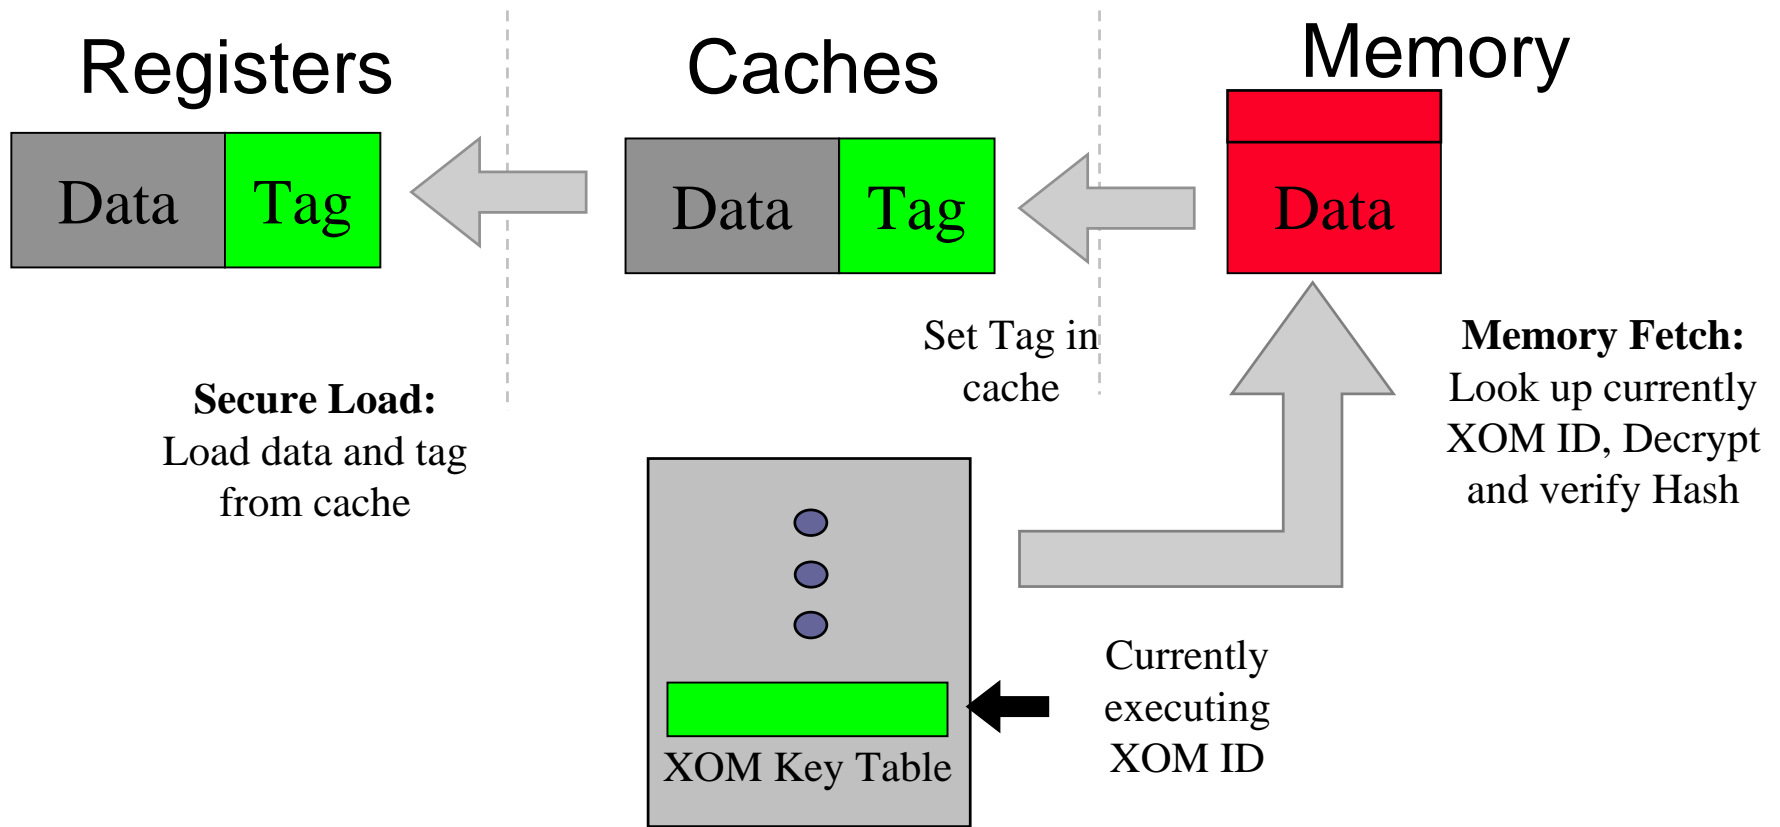 Registers
Caches
Memory
Data
Tag
Data
Tag
Data
Set Tag in
cache
Memory Fetch:
Look up currently
XOM ID, Decrypt
and verify Hash
Secure Load:
Load data and tag
from cache
Currently
executing
XOM ID
XOM Key Table